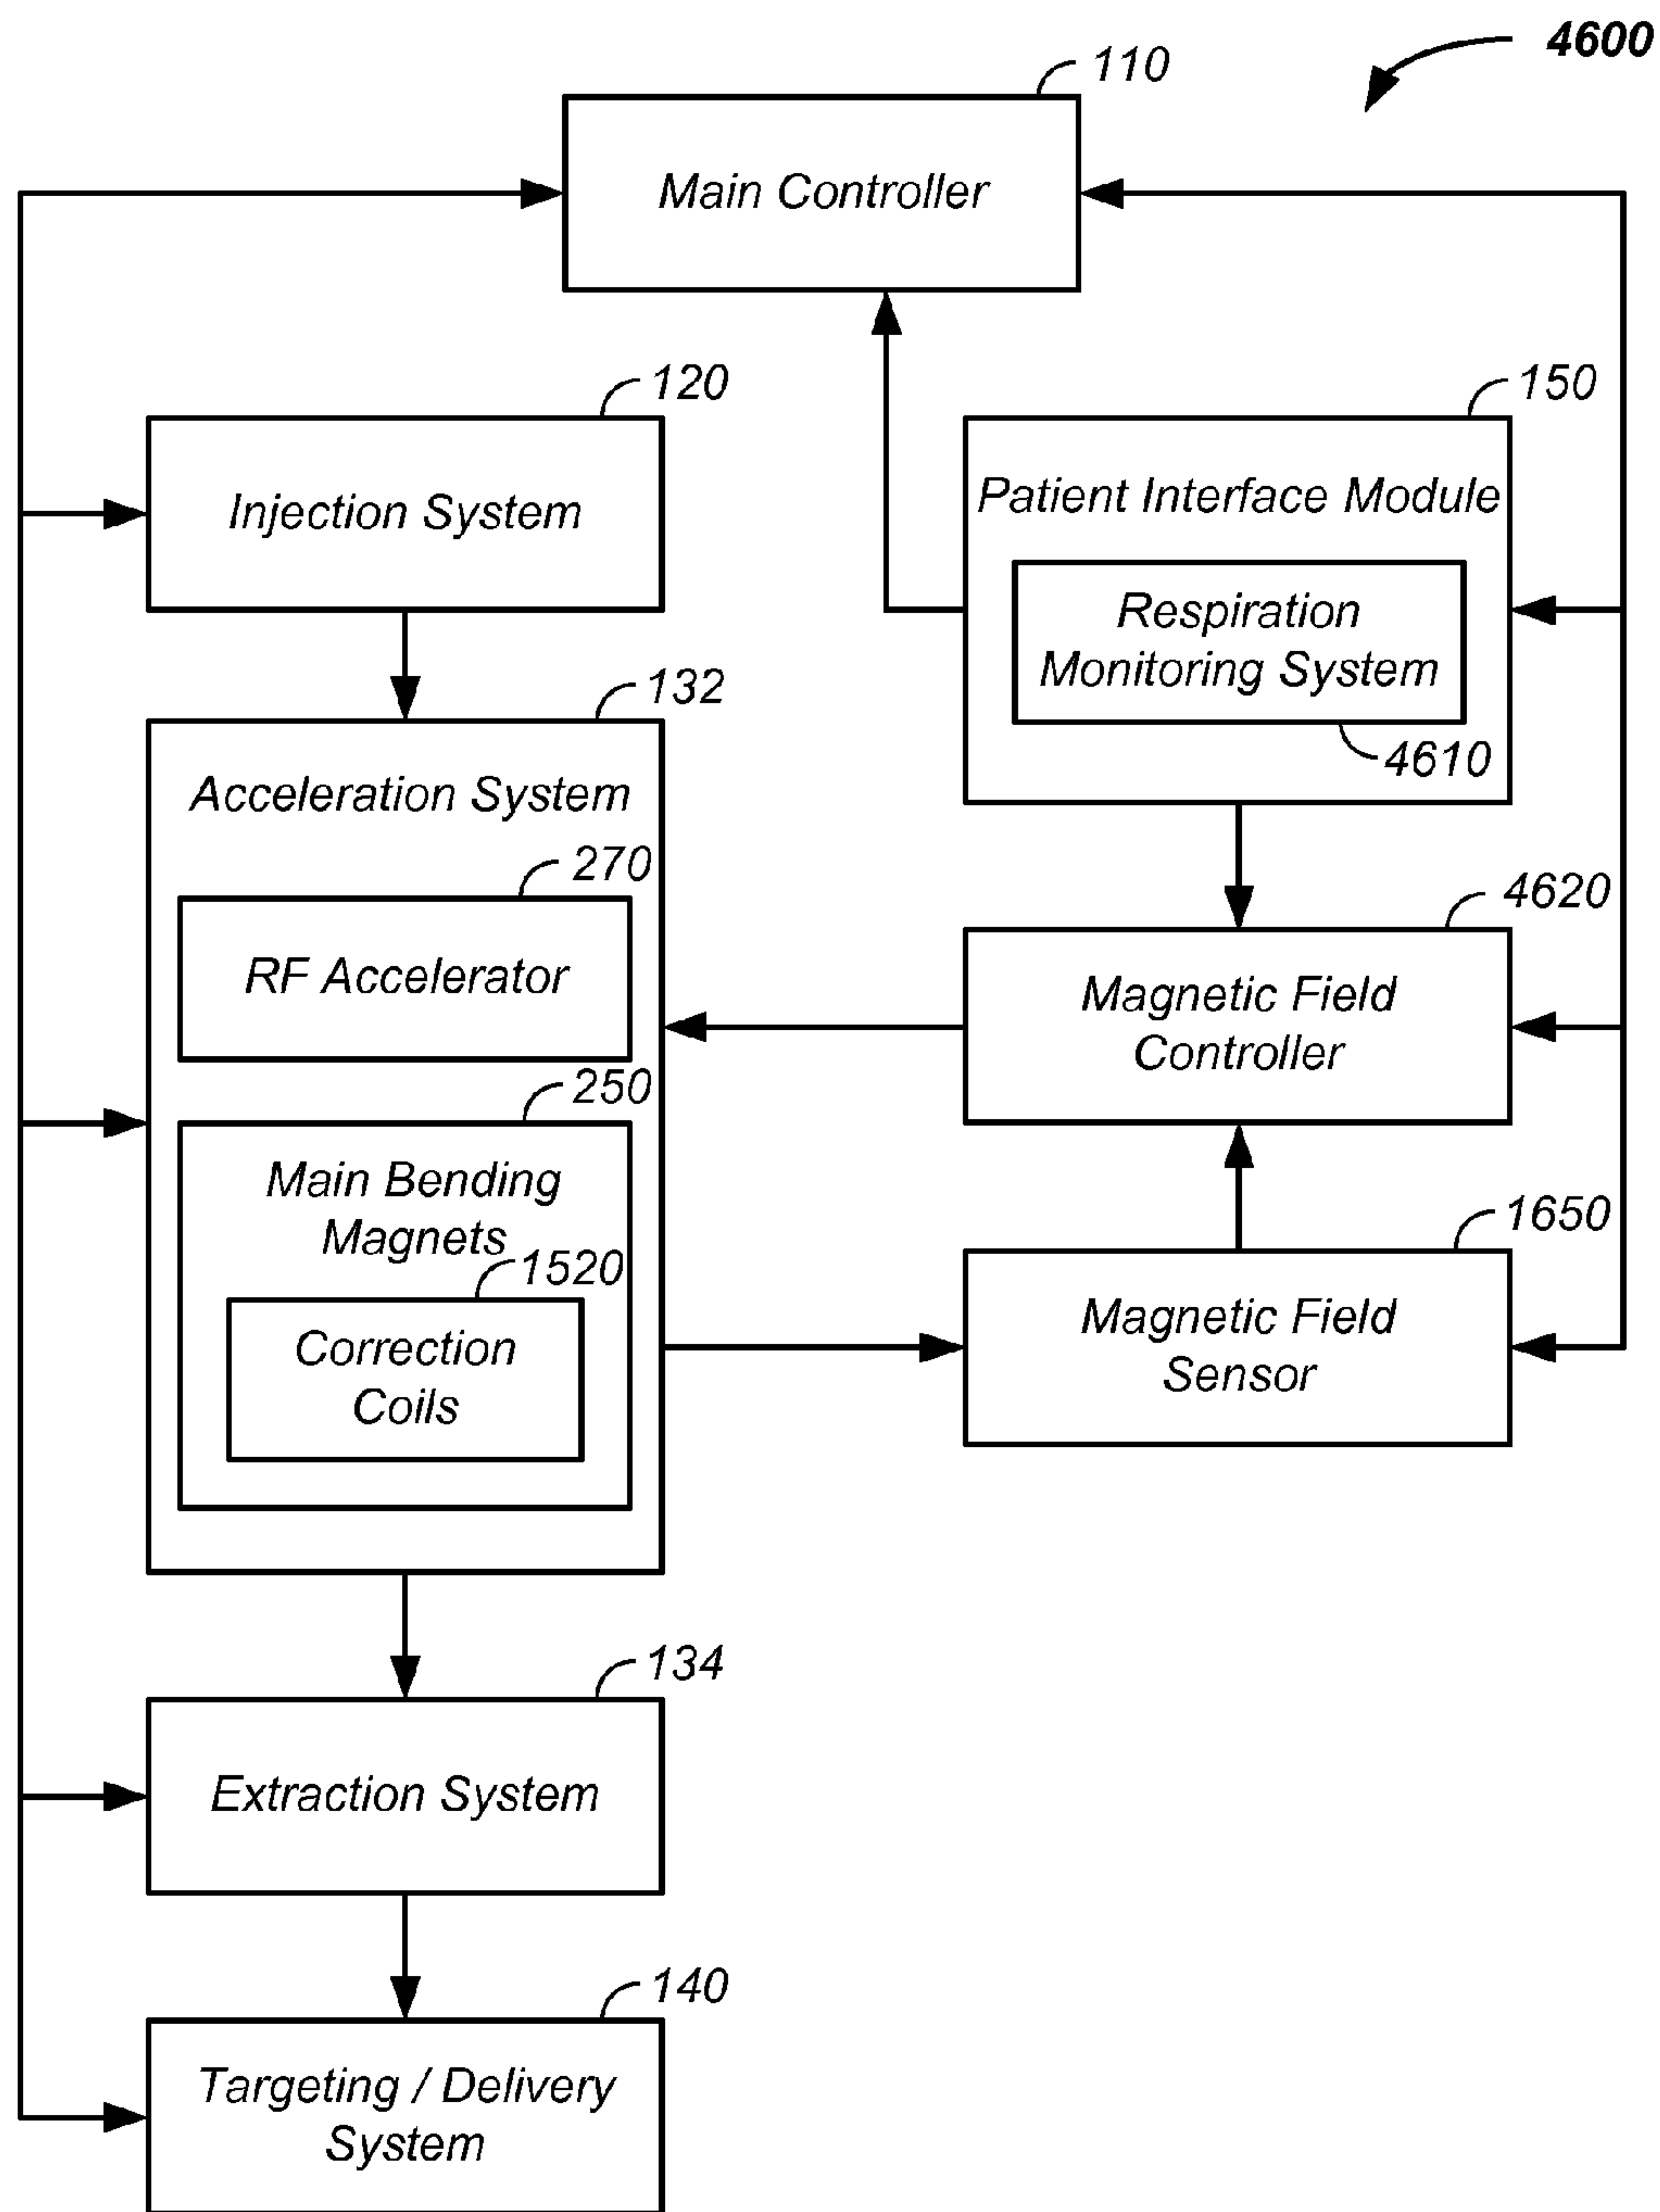 4600
110
Main Controller
120
Injection System
150
Patient Interface Module
Respiration
Monitoring System
4610
132
Acceleration System
270
RF Accelerator
250
Main Bending
Magnets
1520
Correction
Coils
4620
Magnetic Field
Controller
1650
Magnetic Field
Sensor
134
Extraction System
140
Targeting / Delivery
System